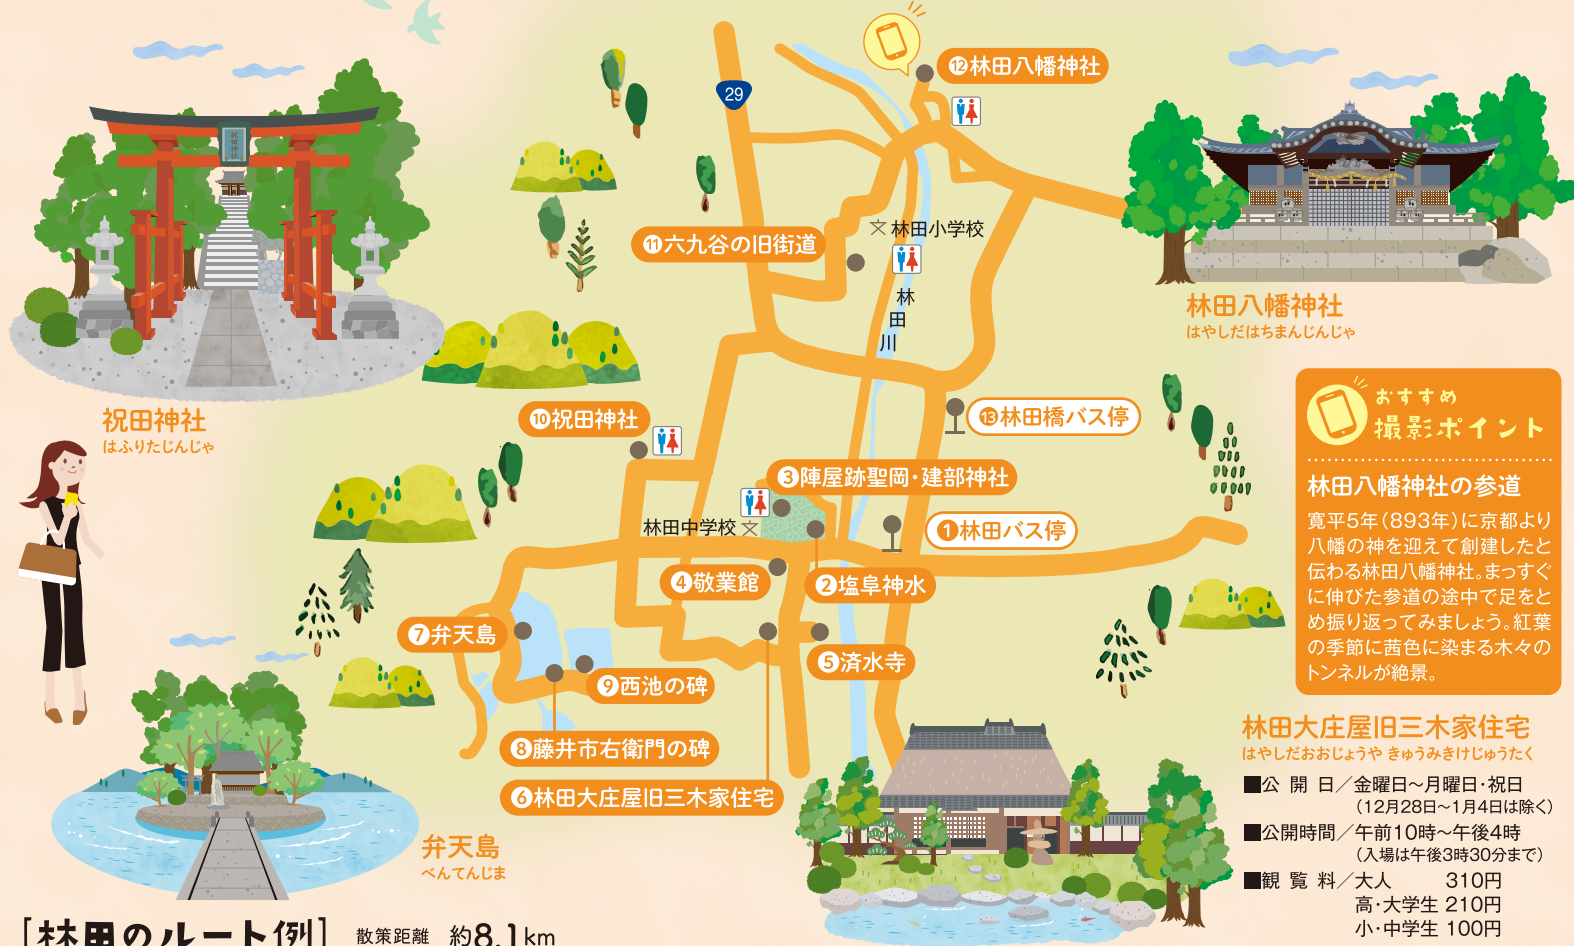 29
⑫林田八幡神社
文 林田小学校
⑪六九谷の旧街道
林田川
祝田神社
林田八幡神社
はやしだはちまんじんじゃ
祝田神社
はふりたじんじゃ
⑩祝田神社
⑬林田橋バス停
③陣屋跡聖岡・建部神社
林田中学校 文
①林田バス停
④敬業館
②塩阜神水
⑦弁天島
⑤済水寺
⑨西池の碑
⑧藤井市右衛門の碑
⑥林田大庄屋旧三木家住宅
おすすめ
撮影ポイント
林田八幡神社の参道
寛平5年（893年）に京都より
八幡の神を迎えて創建したと
伝わる林田八幡神社。まっすぐ
に伸びた参道の途中で足をと
め振り返ってみましょう。紅葉
の季節に茜色に染まる木々の
トンネルが絶景。
林田大庄屋旧三木家住宅
はやしだおおじょうや きゅうみきけじゅうたく
■公開日／金曜日〜月曜日・祝日
（12月28日〜1月4日は除く）
■公開時間／午前10時〜午後4時
（入場は午後3時30分まで）
■観覧料／大人 310円
高・大学生 210円
小・中学生 100円
弁天島
べんてんじま
［林田のルート例］ 散策距離 約8.1km